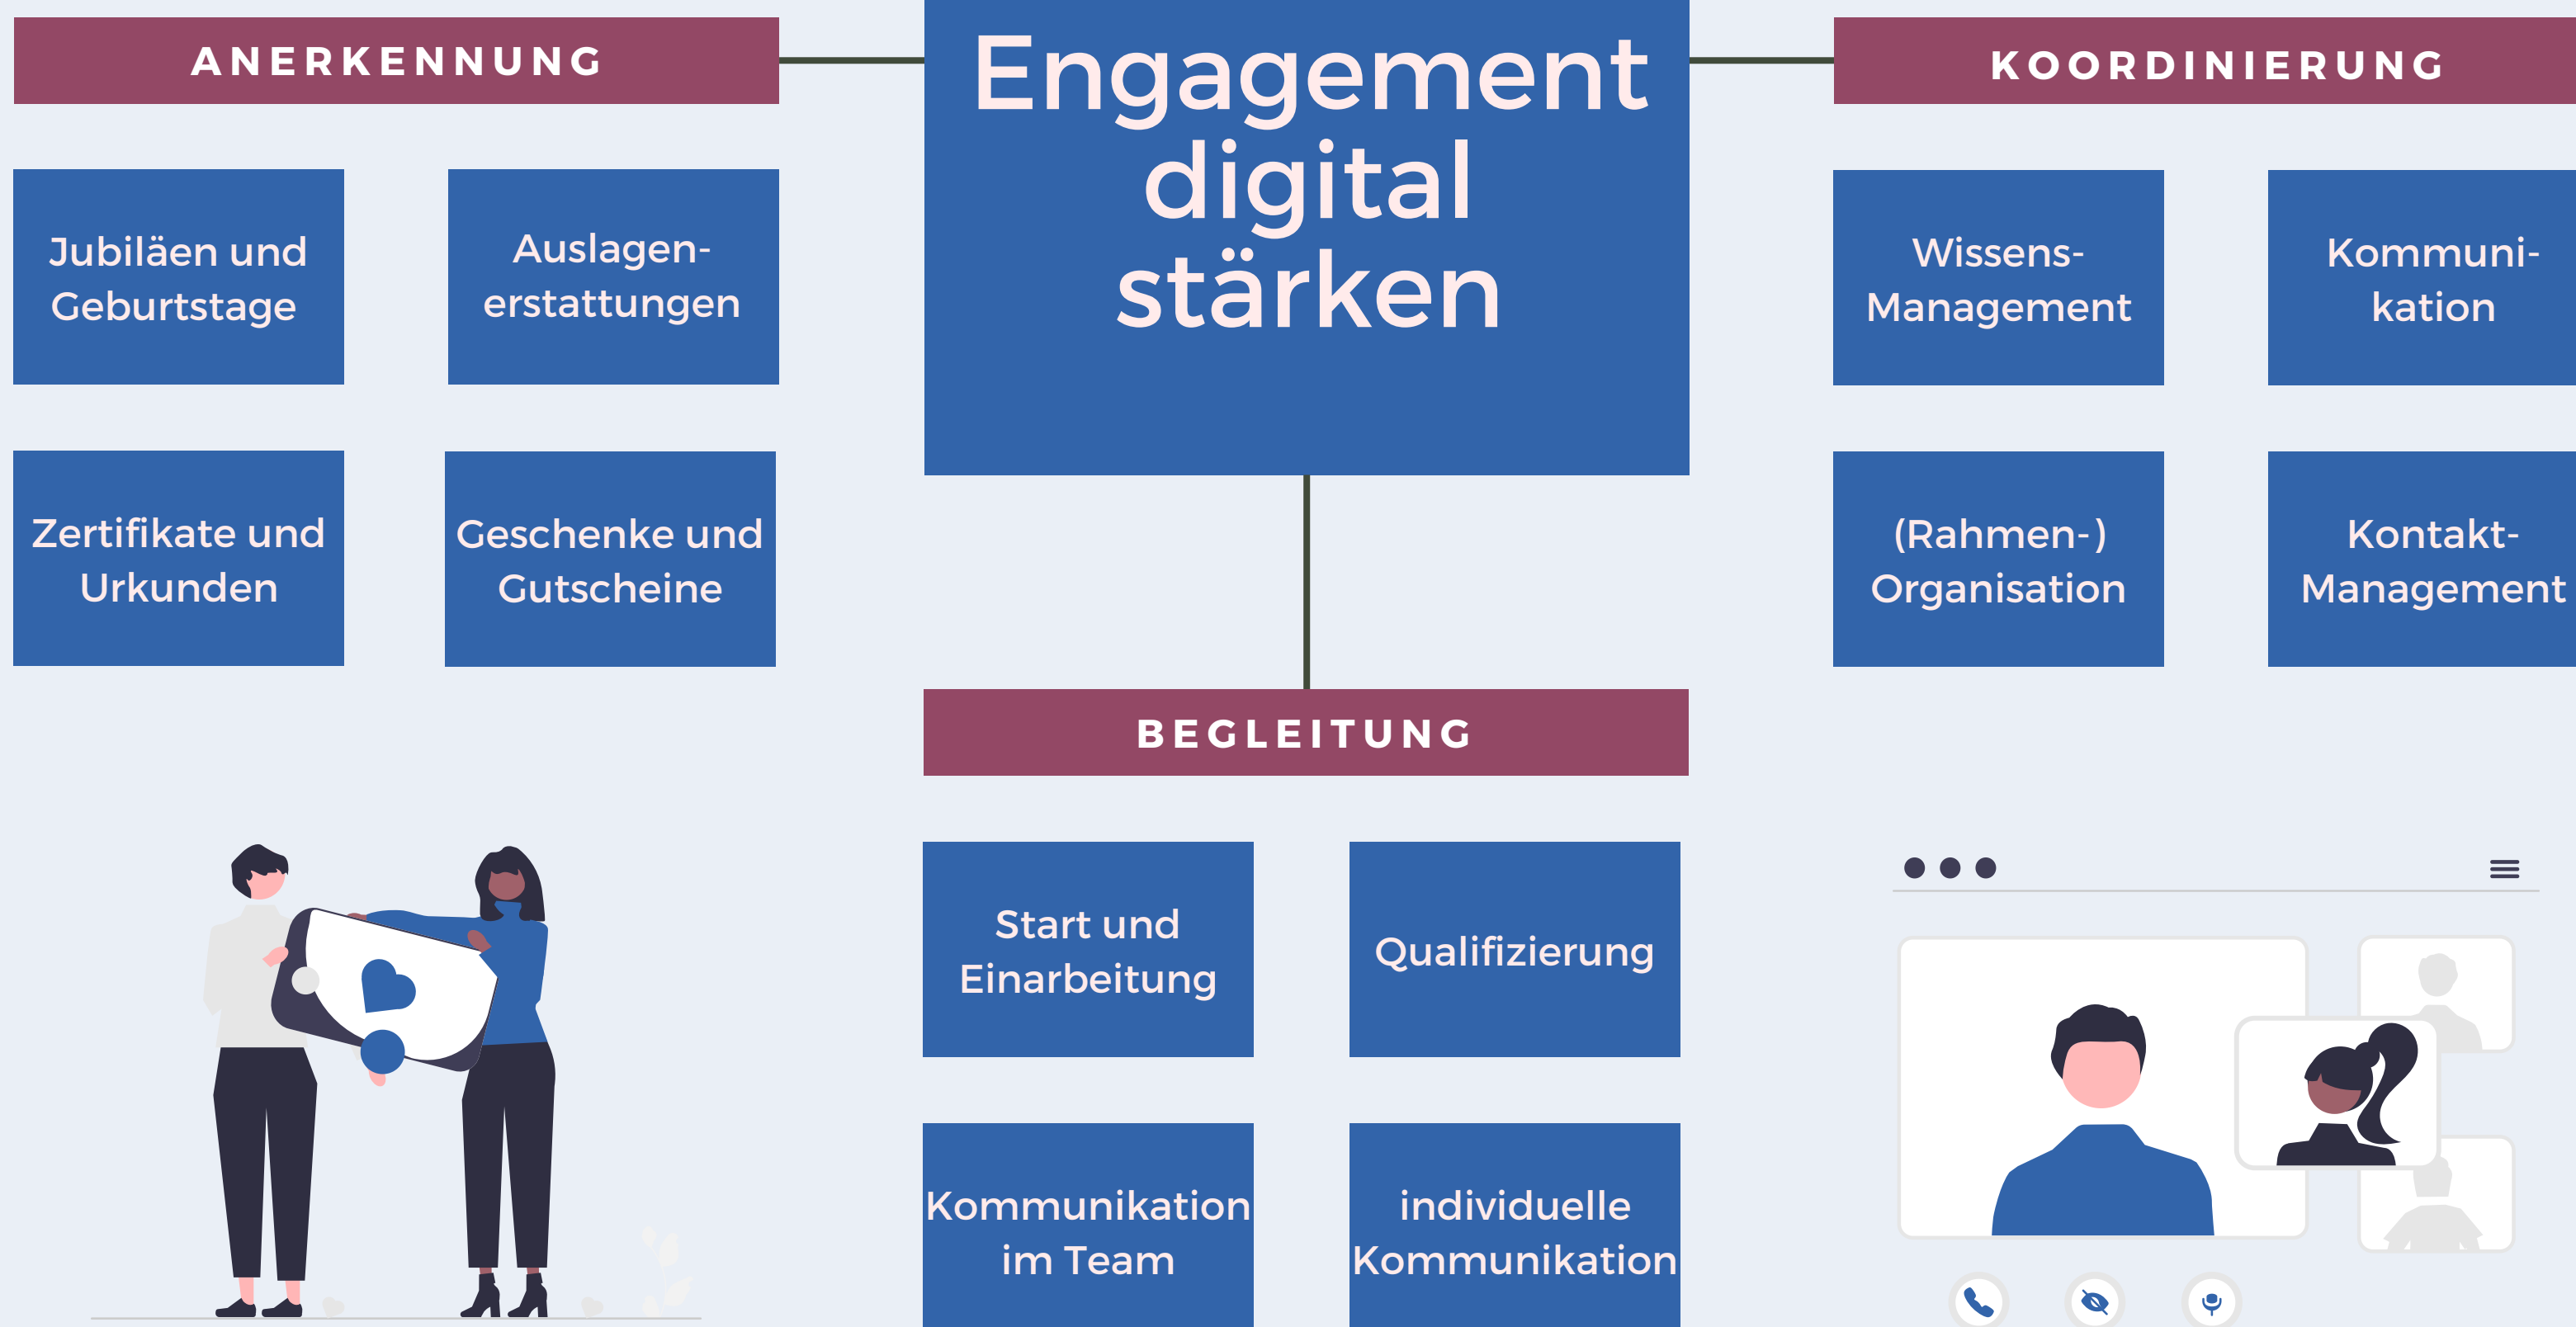 ANERKENNUNG
Jubiläen und
Geburtstage
Auslagen-
erstattungen
Zertifikate und
Urkunden
Geschenke und
Gutscheine
Engagement
digital
stärken
KOORDINIERUNG
Wissens-
Management
Kommuni-
kation
(Rahmen-)
Organisation
Kontakt-
Management
BEGLEITUNG
Start und
Einarbeitung
Qualifizierung
Kommunikation
im Team
individuelle
Kommunikation